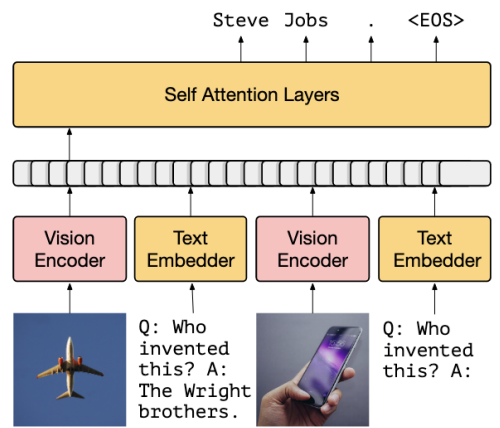 Steve Jobs . <EOS>
Self Attention Layers
Vision
Encoder
Text
Embedder
Vision
Encoder
Text
Embedder
Q: Who
invented
this? A:
The Wright
brothers.
Q: Who
invented
this? A: